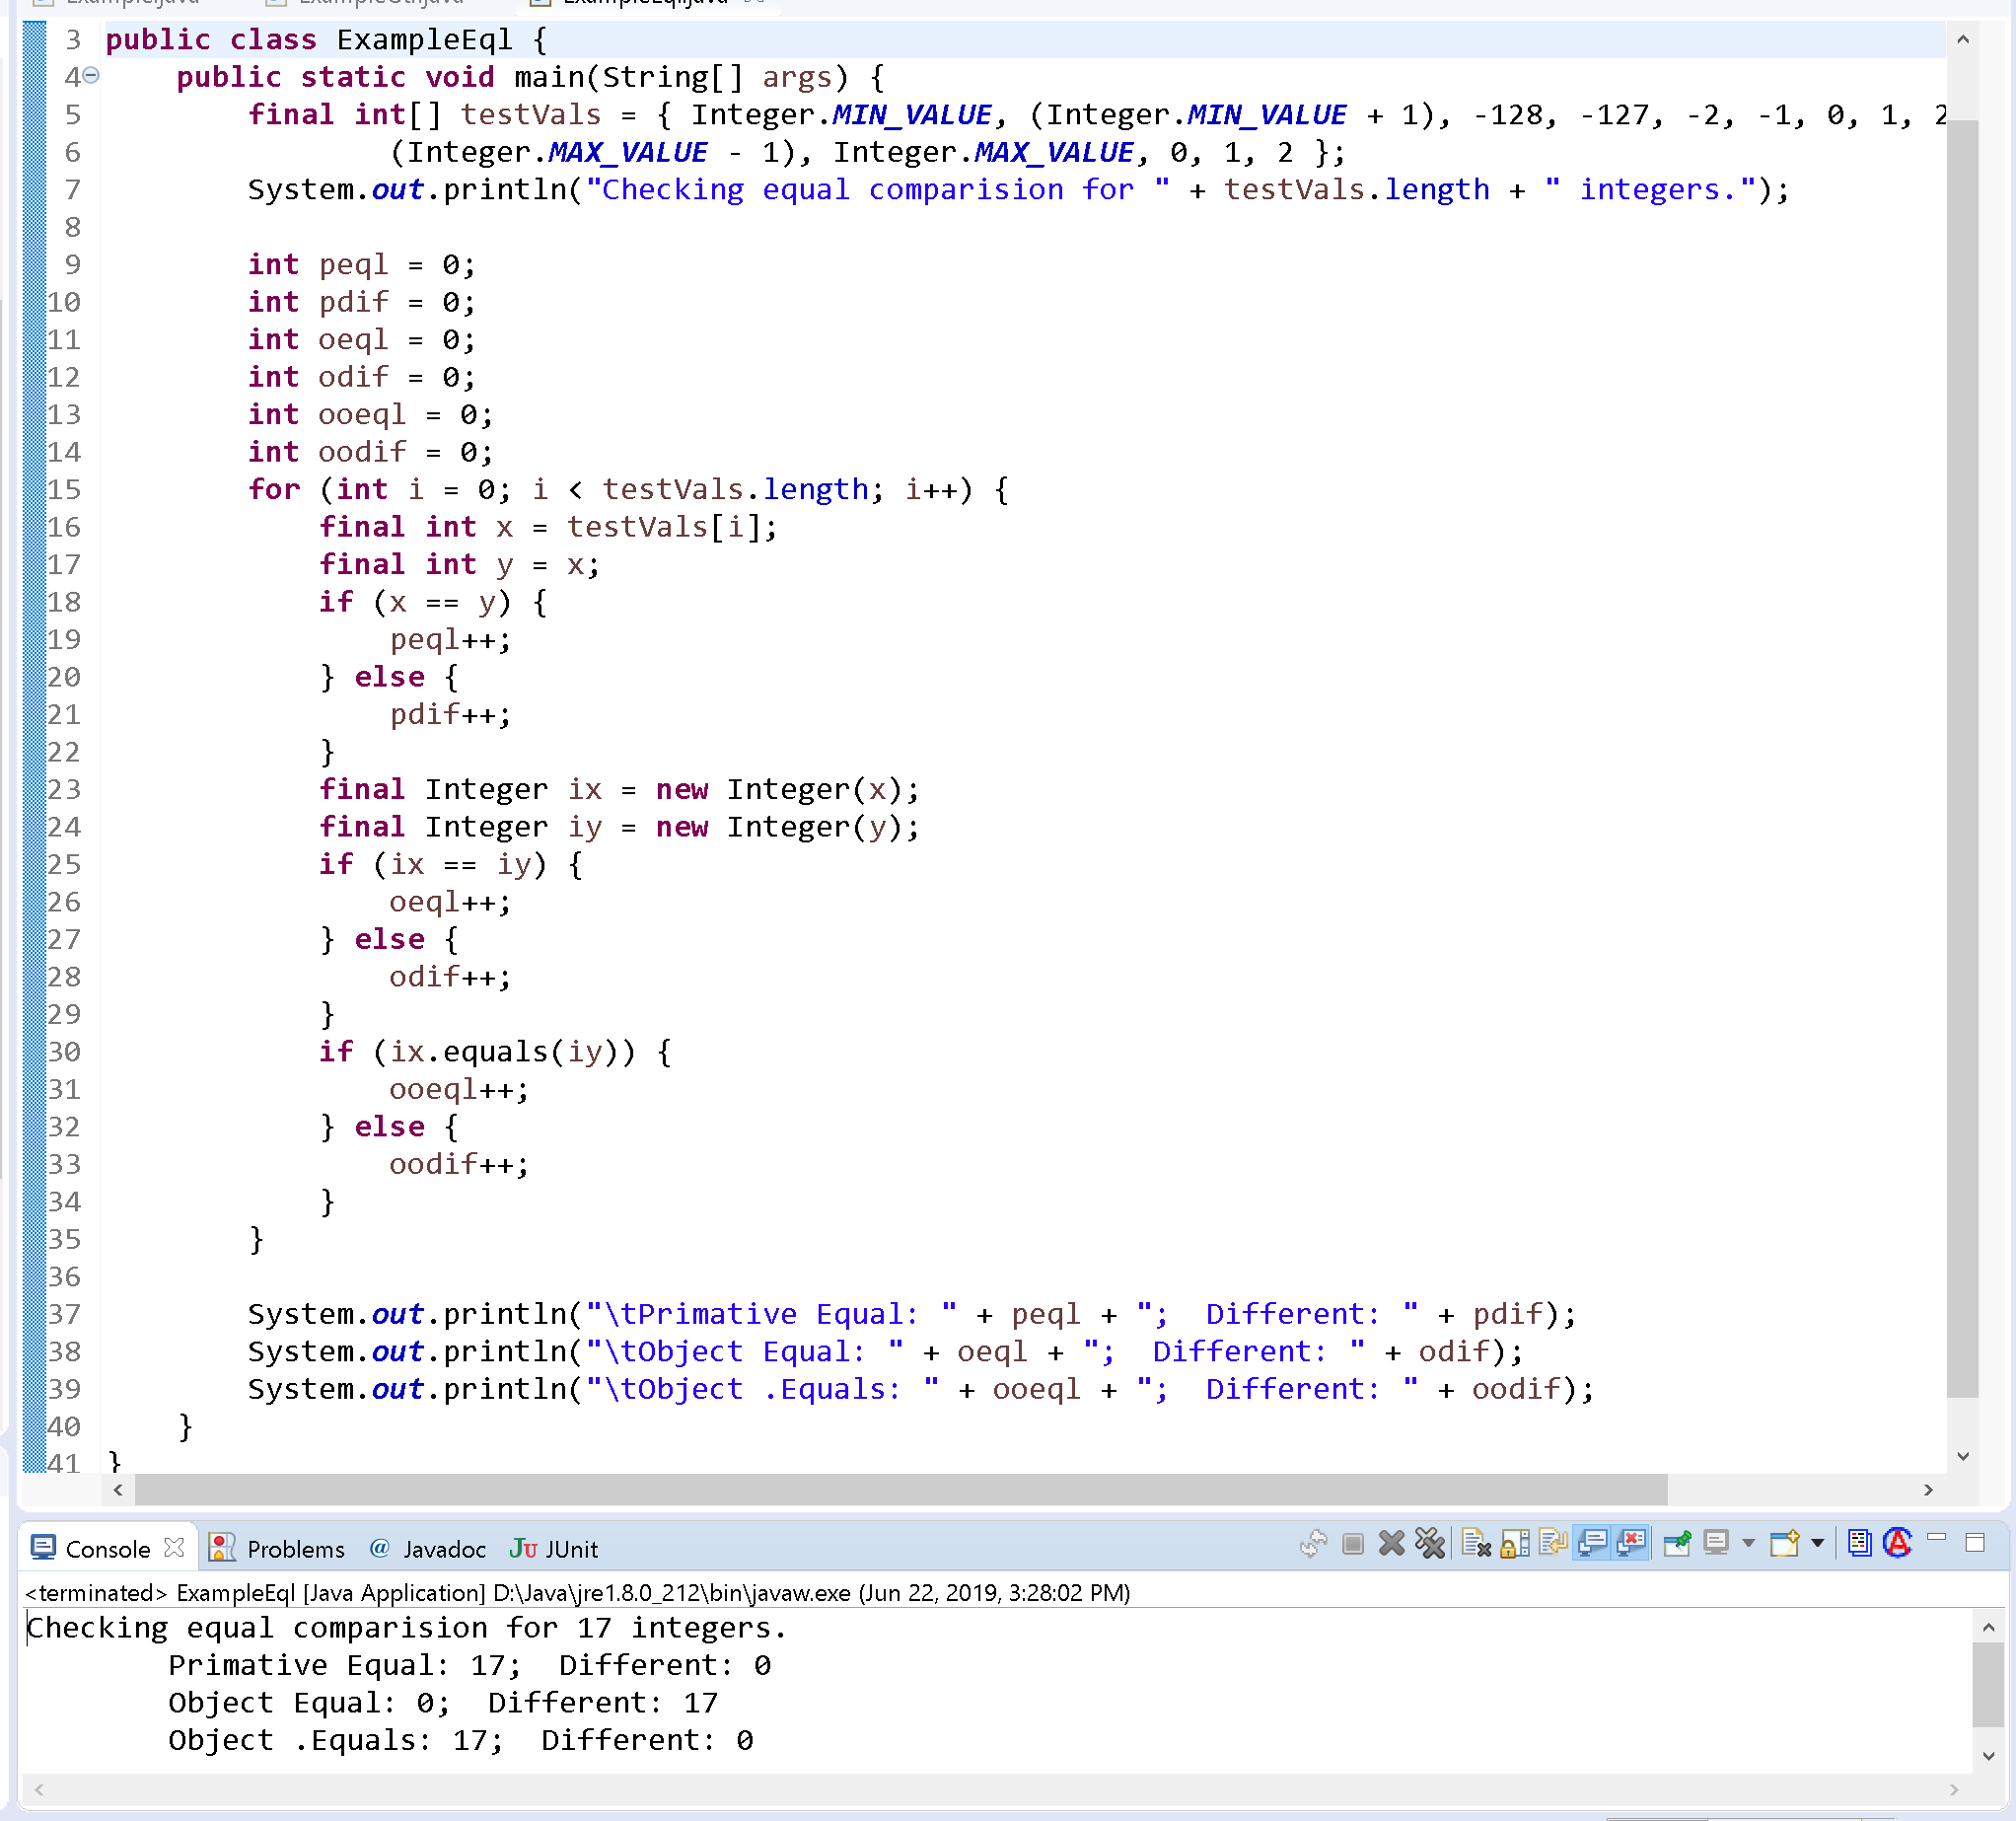 3 public class ExampleEql {
4 public static void main(String[] args) {
5 final int[] testVals = { Integer.MIN_VALUE, (Integer.MIN_VALUE + 1), -128, -127, -2, -1, 0, 1, 2
6 (Integer.MAX_VALUE - 1), Integer.MAX_VALUE, 0, 1, 2 };
7 System.out.println("Checking equal comparision for " + testVals.length + " integers.");
8
9 int peql = 0;
10 int pdif = 0;
11 int oeql = 0;
12 int odif = 0;
13 int ooeql = 0;
14 int oodif = 0;
15 for (int i = 0; i < testVals.length; i++) {
16 final int x = testVals[i];
17 final int y = x;
18 if (x == y) {
19 peql++;
20 } else {
21 pdif++;
22 }
23 final Integer ix = new Integer(x);
24 final Integer iy = new Integer(y);
25 if (ix == iy) {
26 oeql++;
27 } else {
28 odif++;
29 }
30 if (ix.equals(iy)) {
31 ooeql++;
32 } else {
33 oodif++;
34 }
35 }
36
37 System.out.println("\tPrimative Equal: " + peql + ";  Different: " + pdif);
38 System.out.println("\tObject Equal: " + oeql + ";  Different: " + odif);
39 System.out.println("\tObject .Equals: " + ooeql + ";  Different: " + oodif);
40 }
41 }
Console Problems @ Javadoc Ju JUnit
<terminated> ExampleEql [Java Application] D:\Java\jre1.8.0_212\bin\javaw.exe (Jun 22, 2019, 3:28:02 PM)
Checking equal comparision for 17 integers.
Primative Equal: 17;  Different: 0
Object Equal: 0;  Different: 17
Object .Equals: 17;  Different: 0